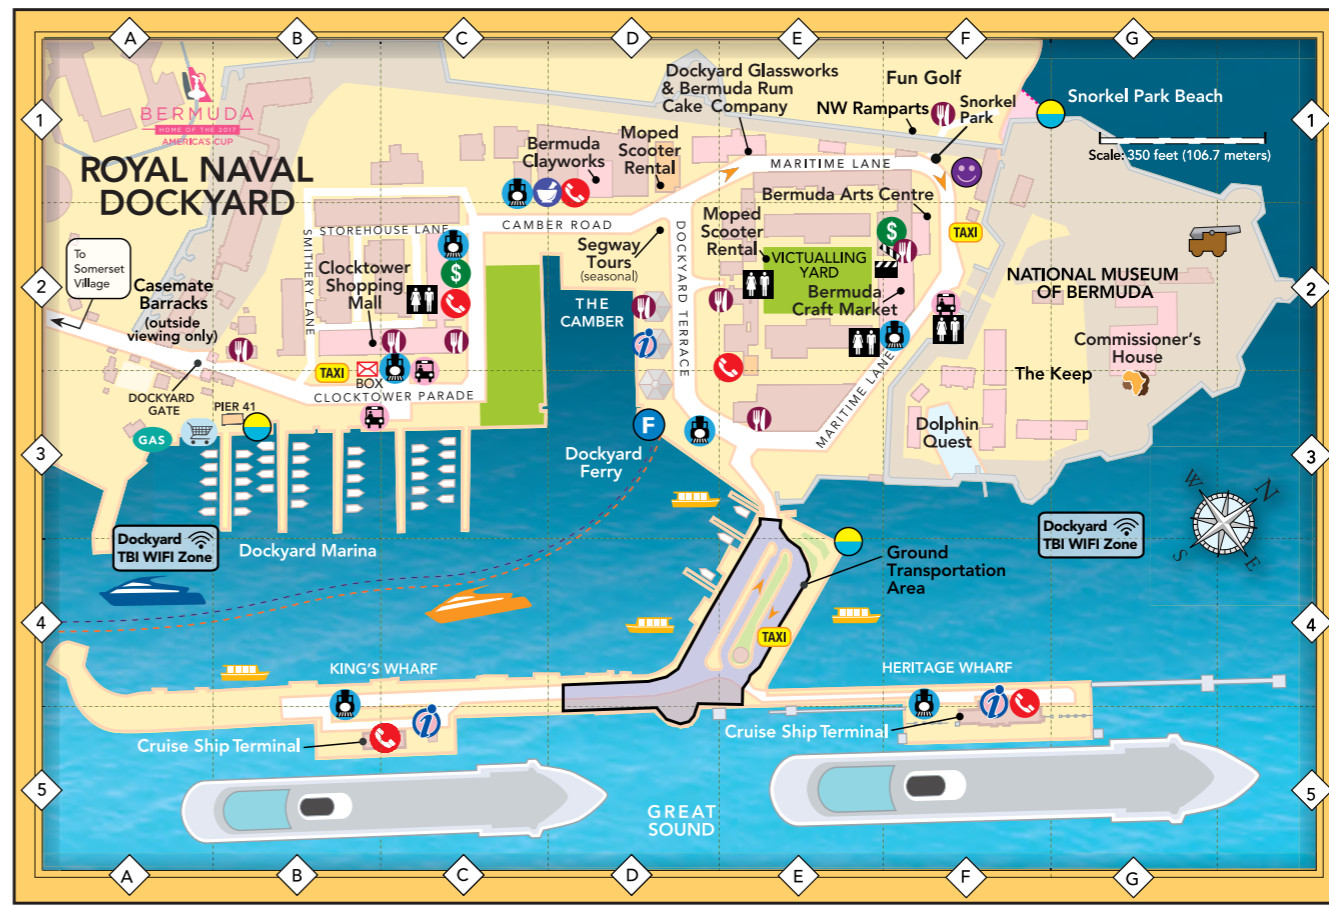 A
B
C
D
E
F
G
1
BERMUDA
HOME OF THE 2017
AMERICA'S CUP
ROYAL NAVAL
DOCKYARD
Bermuda
Clayworks
Moped
Scooter
Rental
Dockyard Glassworks
& Bermuda Rum
Cake Company
Fun Golf
NW Ramparts
Snorkel
Park
Snorkel Park Beach
Scale: 350 feet (106.7 meters)
1
MARITIME LANE
Bermuda Arts Centre
TAXI
2
To
Somerset
Village
Casemate
Barracks
(outside
viewing only)
SMITHERY LANE
STOREHOUSE LANE
Clocktower
Shopping
Mall
$
CAMBER ROAD
Segway
Tours
(seasonal)
DOCKYARD TERRACE
Moped
Scooter
Rental
$
VICTUALLING
YARD
Bermuda
Craft Market
THE
CAMBER
i
NATIONAL MUSEUM
OF BERMUDA
Commissioner's
House
The Keep
2
TAXI
BOX
CLOCKTOWER PARADE
DOCKYARD
GATE
PIER 41
GAS
3
F
Dockyard
Ferry
MARITIME LANE
Dolphin
Quest
3
N
E
S
W
Dockyard
TBI WIFI Zone
Dockyard Marina
Dockyard
TBI WIFI Zone
Ground
Transportation
Area
4
TAXI
4
KING'S WHARF
HERITAGE WHARF
i
i
Cruise Ship Terminal
Cruise Ship Terminal
5
GREAT
SOUND
5
A
B
C
D
E
F
G